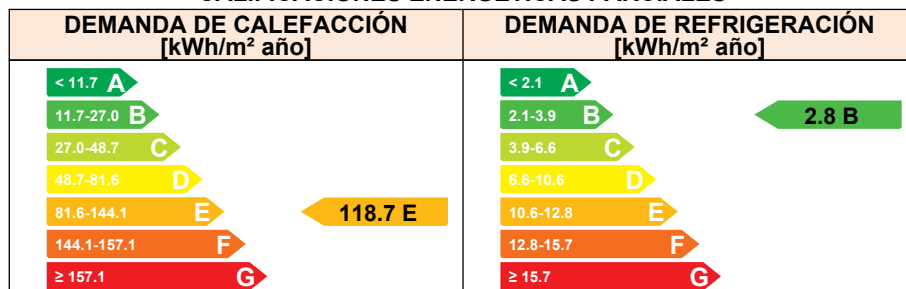 CALIFICACIONES ENERGÉTICAS PARCIALES
DEMANDA DE CALEFACCIÓN
[kWh/m² año]
< 11.7 A
11.7-27.0 B
27.0-48.7 C
48.7-81.6 D
81.6-144.1 E
144.1-157.1 F
≥ 157.1 G
118.7 E
DEMANDA DE REFRIGERACIÓN
[kWh/m² año]
< 2.1 A
2.1-3.9 B
3.9-6.6 C
6.6-10.6 D
10.6-12.8 E
12.8-15.7 F
≥ 15.7 G
2.8 B